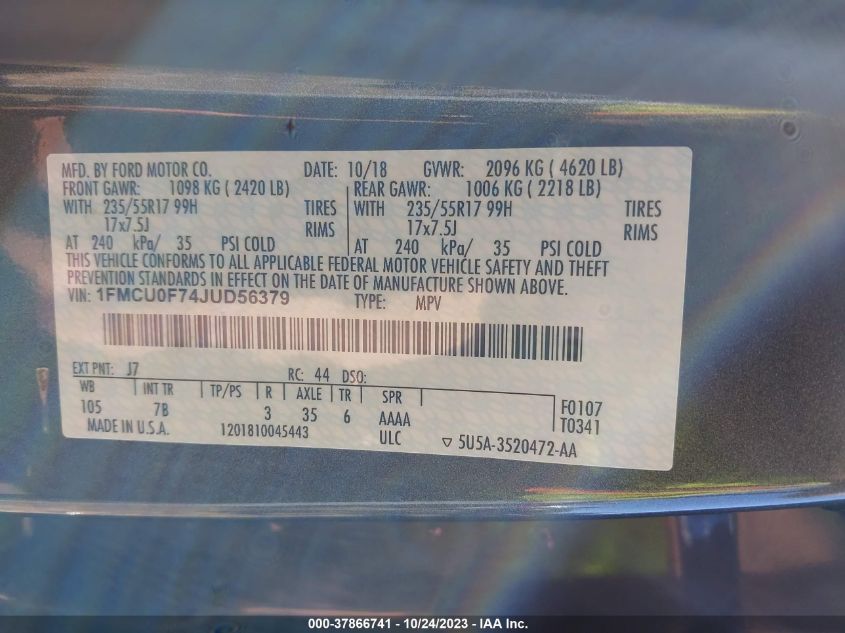 MFD. BY FORD MOTOR CO. DATE: 10/18 GVWR: 2096 KG ( 4620 LB)
FRONT GAWR: 1098 KG ( 2420 LB) REAR GAWR: 1006 KG ( 2218 LB)
WITH 235/55R17 99H TIRES WITH 235/55R17 99H TIRES
17x7.5J RIMS 17x7.5J RIMS
AT 240 kPa/ 35 PSI COLD AT 240 kPa/ 35 PSI COLD
THIS VEHICLE CONFORMS TO ALL APPLICABLE FEDERAL MOTOR VEHICLE SAFETY AND THEFT
PREVENTION STANDARDS IN EFFECT ON THE DATE OF MANUFACTURE SHOWN ABOVE.
VIN: 1FMCU0F74JUD56379 TYPE: MPV
EXT PNT: J7 RC: 44 DSO:
WB INT TR TP/PS R AXLE TR SPR F0107
105 7B 3 35 6 AAAA T0341
MADE IN U.S.A. 1201810045443 ULC ▽ 5U5A-3520472-AA
000-37866741 - 10/24/2023 - IAA Inc.